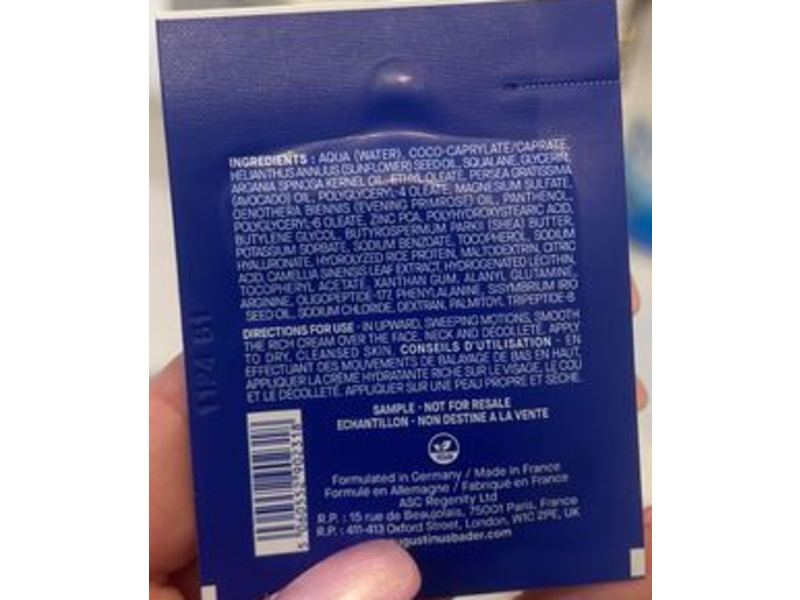 INGREDIENTS : AQUA (WATER), COCO-CAPRYLATE/CAPRATE,
HELIANTHUS ANNUUS (SUNFLOWER) SEED OIL, SQUALANE, GLYCERIN,
ARGANIA SPINOSA KERNEL OIL, ETHYL OLEATE, PERSEA GRATISSIMA
(AVOCADO) OIL, POLYGLYCERYL-4 OLEATE, MAGNESIUM SULFATE,
OENOTHERA BIENNIS (EVENING PRIMROSE) OIL, PANTHENOL,
POLYGLYCERYL-6 OLEATE, ZINC PCA, POLYHYDROXYSTEARIC ACID,
BUTYLENE GLYCOL, BUTYROSPERMUM PARKII (SHEA) BUTTER,
POTASSIUM SORBATE, SODIUM BENZOATE, TOCOPHEROL, SODIUM
HYALURONATE, HYDROLYZED RICE PROTEIN, MALTODEXTRIN, CITRIC
ACID, CAMELLIA SINENSIS LEAF EXTRACT, HYDROGENATED LECITHIN,
TOCOPHERYL ACETATE, XANTHAN GUM, ALANYL GLUTAMINE,
ARGININE, OLIGOPEPTIDE-177, PHENYLALANINE, SISYMBRIUM IRIO
SEED OIL, SODIUM CHLORIDE, DEXTRAN, PALMITOYL TRIPEPTIDE-8
DIRECTIONS FOR USE - IN UPWARD, SWEEPING MOTIONS, SMOOTH
THE RICH CREAM OVER THE FACE, NECK AND DÉCOLLETÉ. APPLY
TO DRY, CLEANSED SKIN. CONSEILS D'UTILISATION - EN
EFFECTUANT DES MOUVEMENTS DE BALAYAGE DE BAS EN HAUT,
APPLIQUER LA CRÈME HYDRATANTE RICHE SUR LE VISAGE, LE COU
ET LE DÉCOLLETÉ. APPLIQUER SUR UNE PEAU PROPRE ET SÈCHE.
SAMPLE - NOT FOR RESALE
ECHANTILLON - NON DESTINE A LA VENTE
Formulated in Germany / Made in France
Formulé en Allemagne / Fabriqué en France
ASC Regenity Ltd
R.P. : 15 rue de Beaujolais, 75001 Paris, France
R.P. : 411-413 Oxford Street, London, W1C 2PE, UK
augustinusbader.com